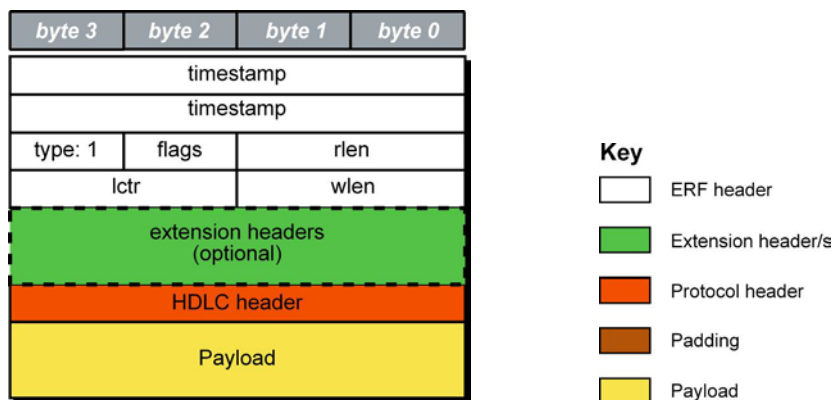 byte 3 byte 2 byte 1 byte 0
timestamp
timestamp
type: 1 flags rlen
lctr wlen
extension headers
(optional)
HDLC header
Payload
Key
ERF header
Extension header/s
Protocol header
Padding
Payload